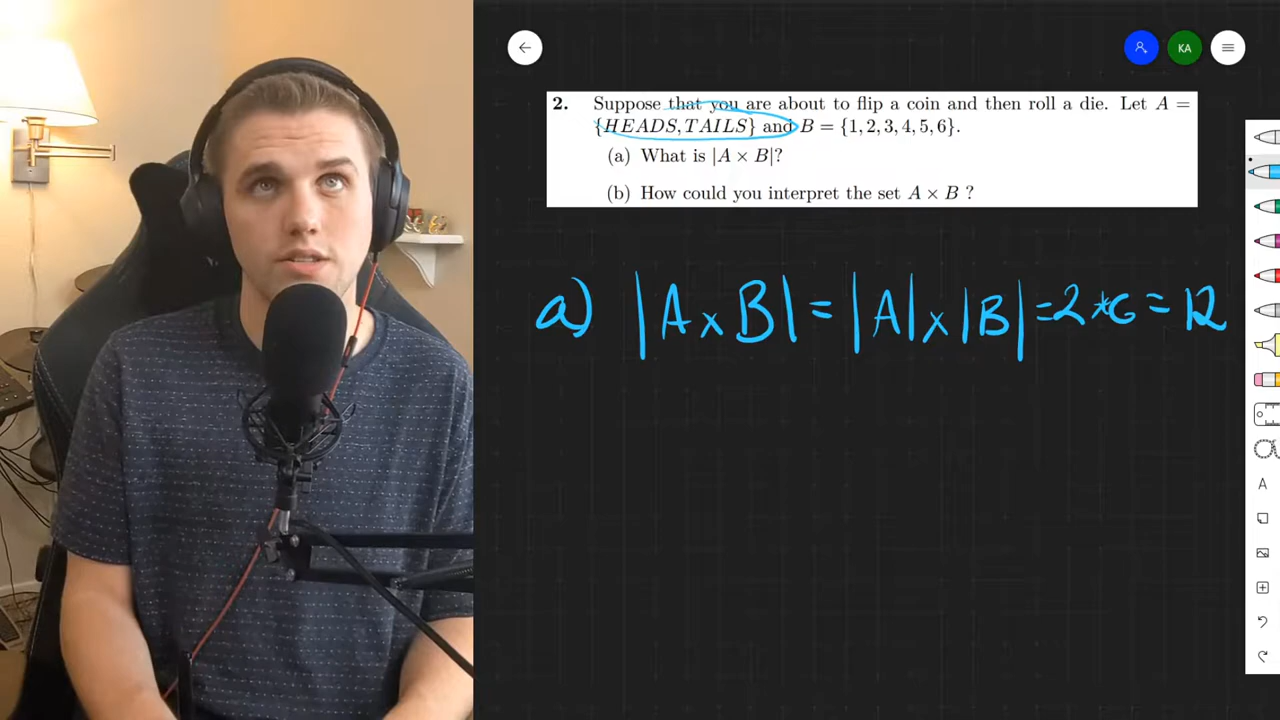 KA
2. Suppose that you are about to flip a coin and then roll a die. Let A =
{HEADS, TAILS} and B = {1, 2, 3, 4, 5, 6}.
(a) What is |A × B|?
(b) How could you interpret the set A × B ?
a) |A × B| = |A| × |B| = 2 * 6 = 12
A